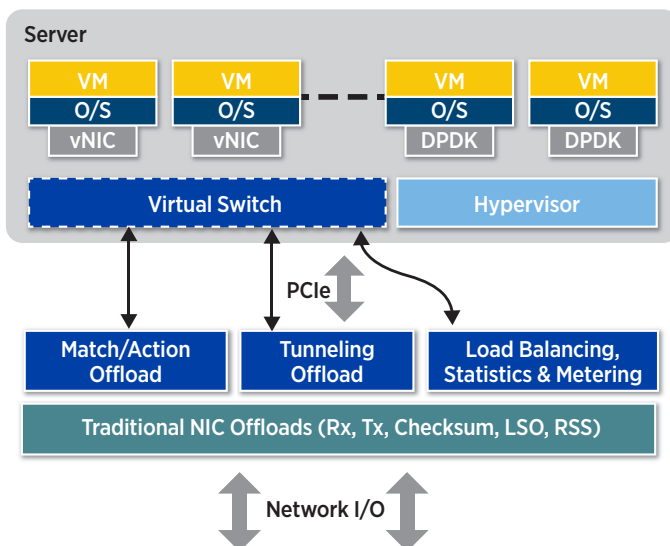 Server
VM VM VM VM
O/S O/S O/S O/S
vNIC vNIC DPDK DPDK
Virtual Switch Hypervisor
PCIe
Match/Action Tunneling Load Balancing,
Offload Offload Statistics & Metering
Traditional NIC Offloads (Rx, Tx, Checksum, LSO, RSS)
Network I/O